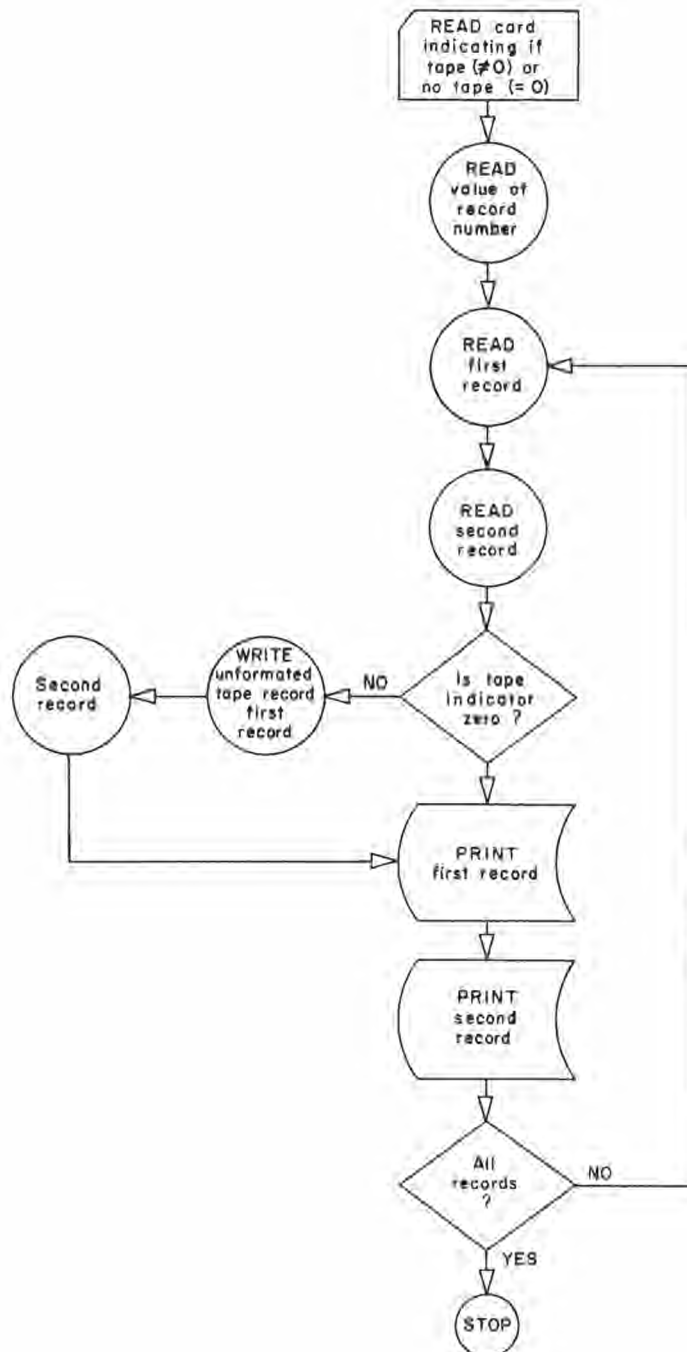 READ card
indicating if
tape (≠0) or
no tape (= 0)
READ
value of
record
number
READ
first
record
READ
second
record
Is tape
indicator
zero ?
NO
WRITE
unformated
tape record
first
record
Second
record
PRINT
first record
PRINT
second
record
All
records
?
NO
YES
STOP